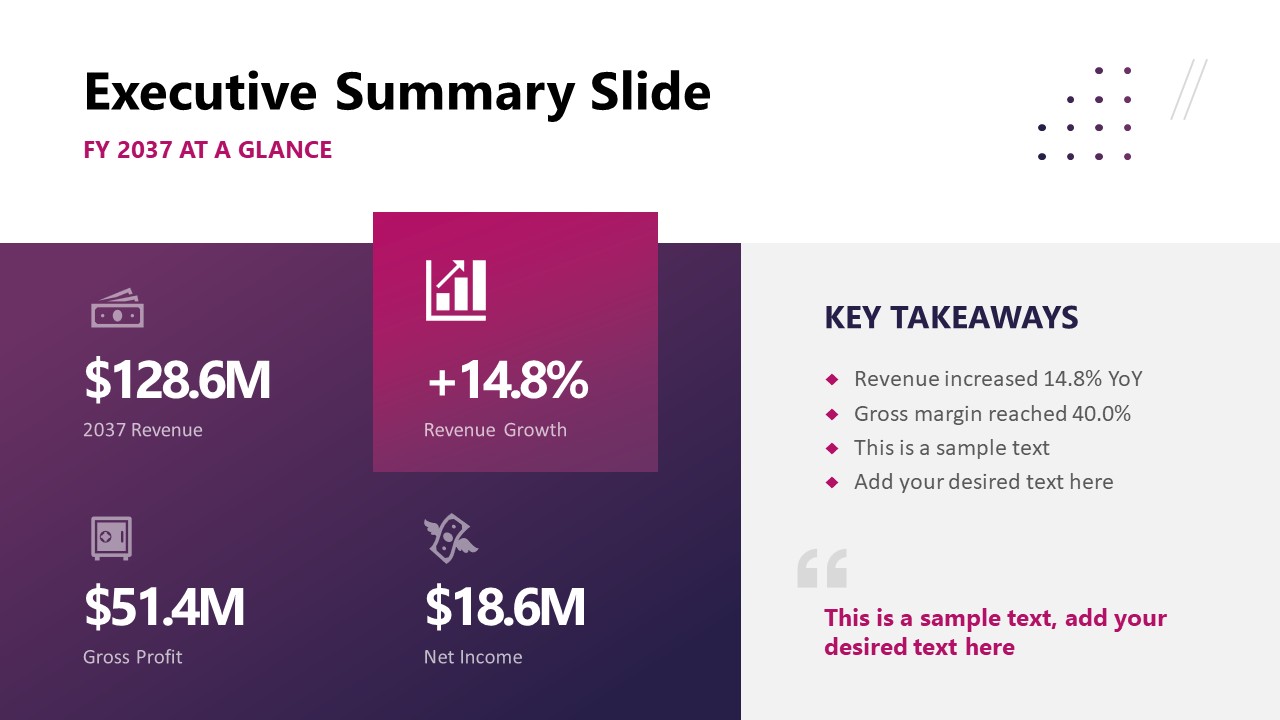 Executive Summary Slide
FY 2037 AT A GLANCE
$128.6M
2037 Revenue
+14.8%
Revenue Growth
$51.4M
Gross Profit
$18.6M
Net Income
KEY TAKEAWAYS
Revenue increased 14.8% YoY
Gross margin reached 40.0%
This is a sample text
Add your desired text here
This is a sample text, add your
desired text here